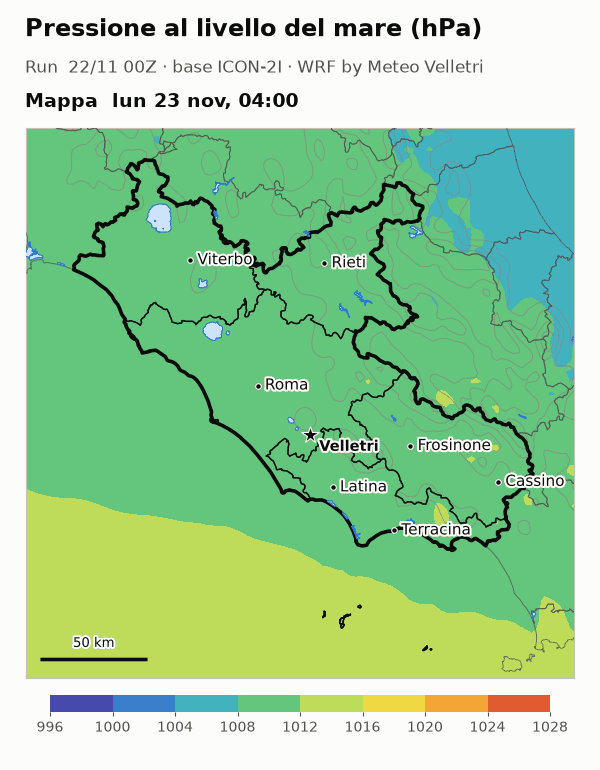 Pressione al livello del mare (hPa)
Run  22/11 00Z · base ICON-2I · WRF by Meteo Velletri
Mappa  lun 23 nov, 04:00
Viterbo
Rieti
Roma
Velletri
Frosinone
Cassino
Latina
Terracina
50 km
996 1000 1004 1008 1012 1016 1020 1024 1028